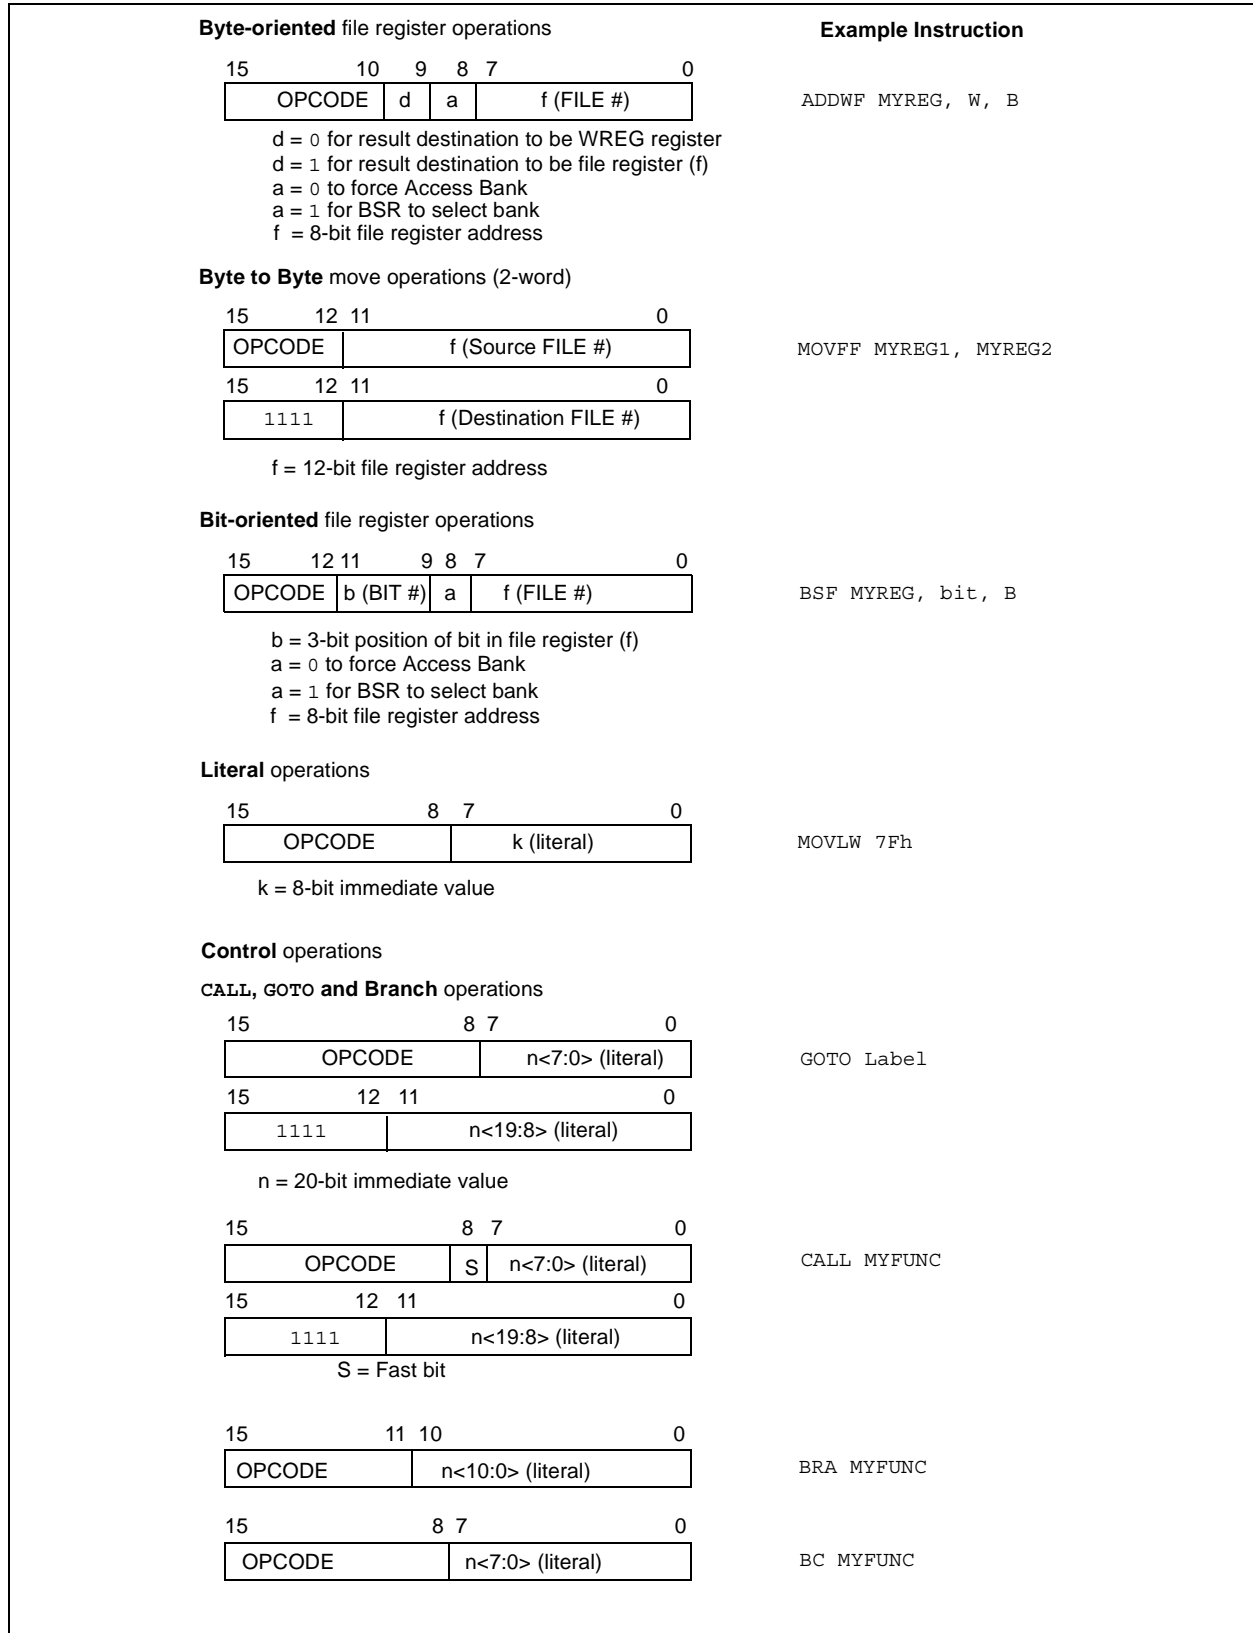 Byte-oriented file register operations Example Instruction
15 10 9 8 7 0
OPCODE d a f (FILE #) ADDWF MYREG, W, B
d = 0 for result destination to be WREG register
d = 1 for result destination to be file register (f)
a = 0 to force Access Bank
a = 1 for BSR to select bank
f = 8-bit file register address
Byte to Byte move operations (2-word)
15 12 11 0
OPCODE f (Source FILE #) MOVFF MYREG1, MYREG2
15 12 11 0
1111 f (Destination FILE #)
f = 12-bit file register address
Bit-oriented file register operations
15 12 11 9 8 7 0
OPCODE b (BIT #) a f (FILE #) BSF MYREG, bit, B
b = 3-bit position of bit in file register (f)
a = 0 to force Access Bank
a = 1 for BSR to select bank
f = 8-bit file register address
Literal operations
15 8 7 0
OPCODE k (literal) MOVLW 7Fh
k = 8-bit immediate value
Control operations
CALL, GOTO and Branch operations
15 8 7 0
OPCODE n<7:0> (literal) GOTO Label
15 12 11 0
1111 n<19:8> (literal)
n = 20-bit immediate value
15 8 7 0
OPCODE S n<7:0> (literal) CALL MYFUNC
15 12 11 0
1111 n<19:8> (literal)
S = Fast bit
15 11 10 0
OPCODE n<10:0> (literal) BRA MYFUNC
15 8 7 0
OPCODE n<7:0> (literal) BC MYFUNC